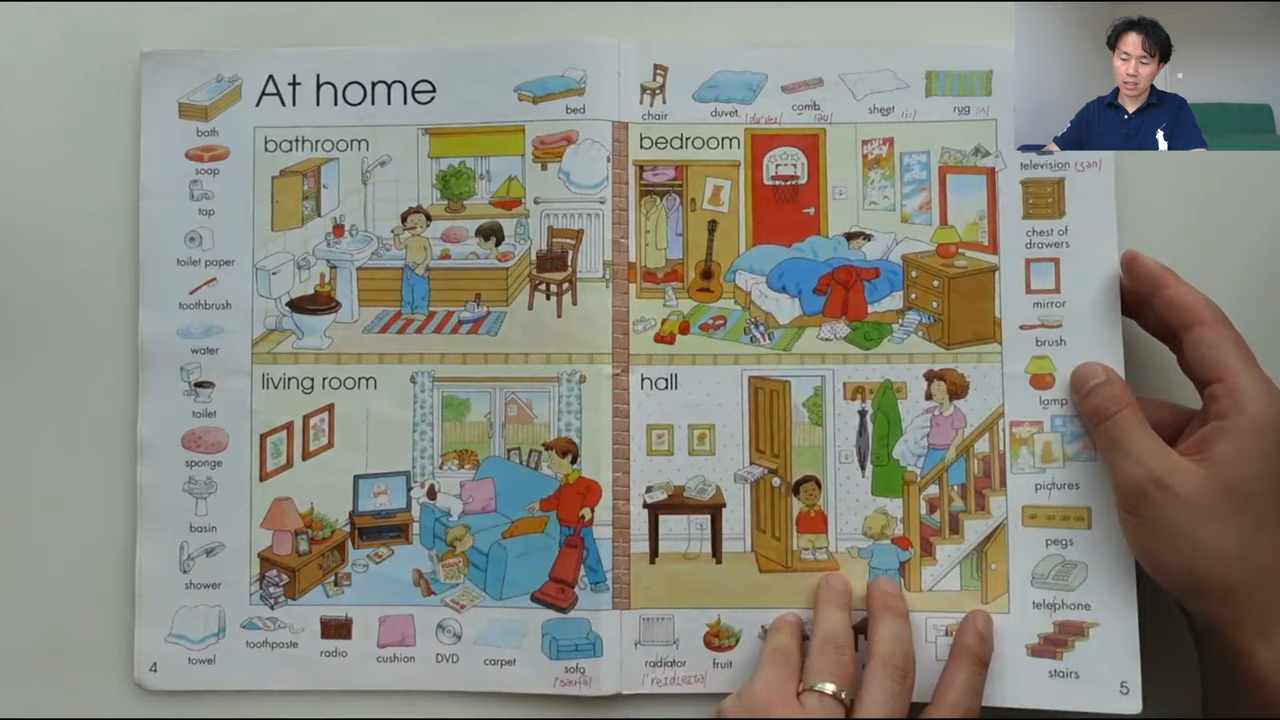 At home
bath
soap
tap
toilet paper
toothbrush
water
toilet
sponge
basin
shower
towel
bathroom
bed
living room
toothpaste
radio
cushion
DVD
carpet
sofa
4
chair
duvet
comb
sheet
rug
bedroom
hall
television
chest of
drawers
mirror
brush
lamp
pictures
pegs
telephone
stairs
radiator
fruit
5